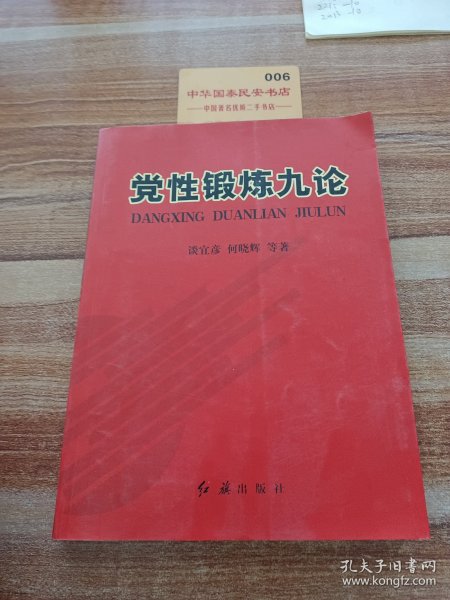 006
中华国泰民安书店
中国著名优质二手书店
党性锻炼九论
DANGXING DUANLIAN JIULUN
谈宜彦 何晓辉 等著
红旗出版社
孔夫子旧书网
www.kongfz.com